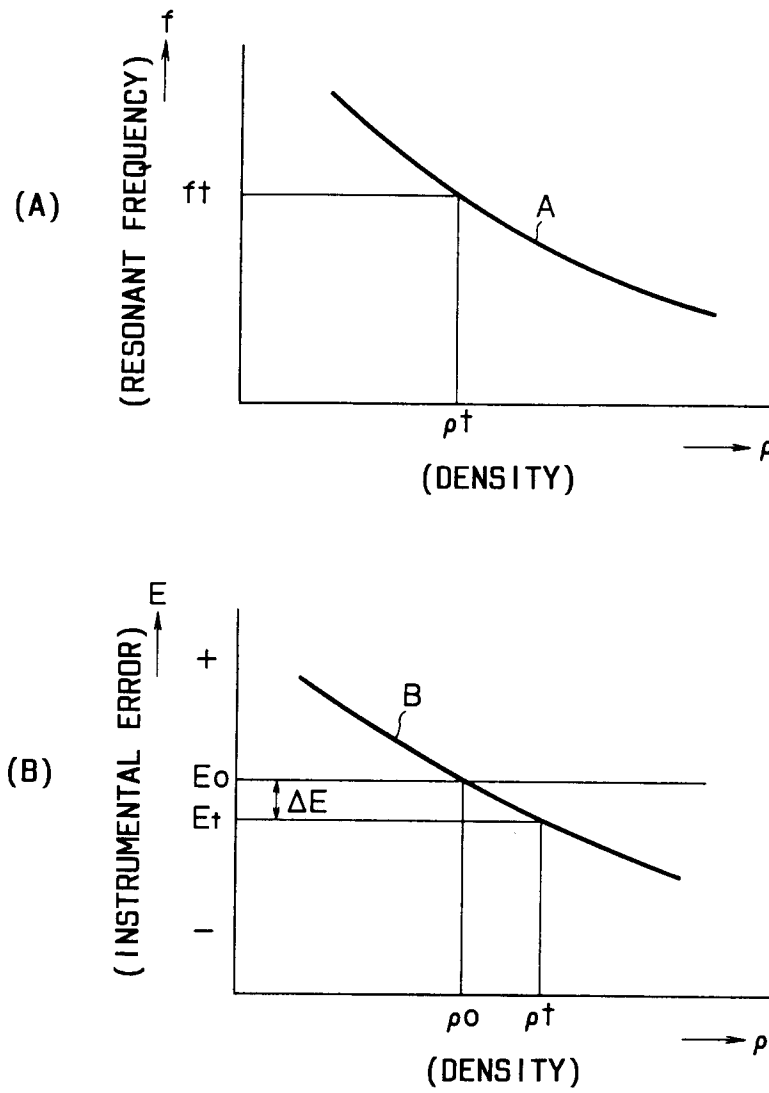 f
(RESONANT FREQUENCY)
(A)
ft
A
ρt
ρ
(DENSITY)
E
(INSTRUMENTAL ERROR)
+
B
(B)
Eo
ΔE
Et
−
ρo ρt
ρ
(DENSITY)